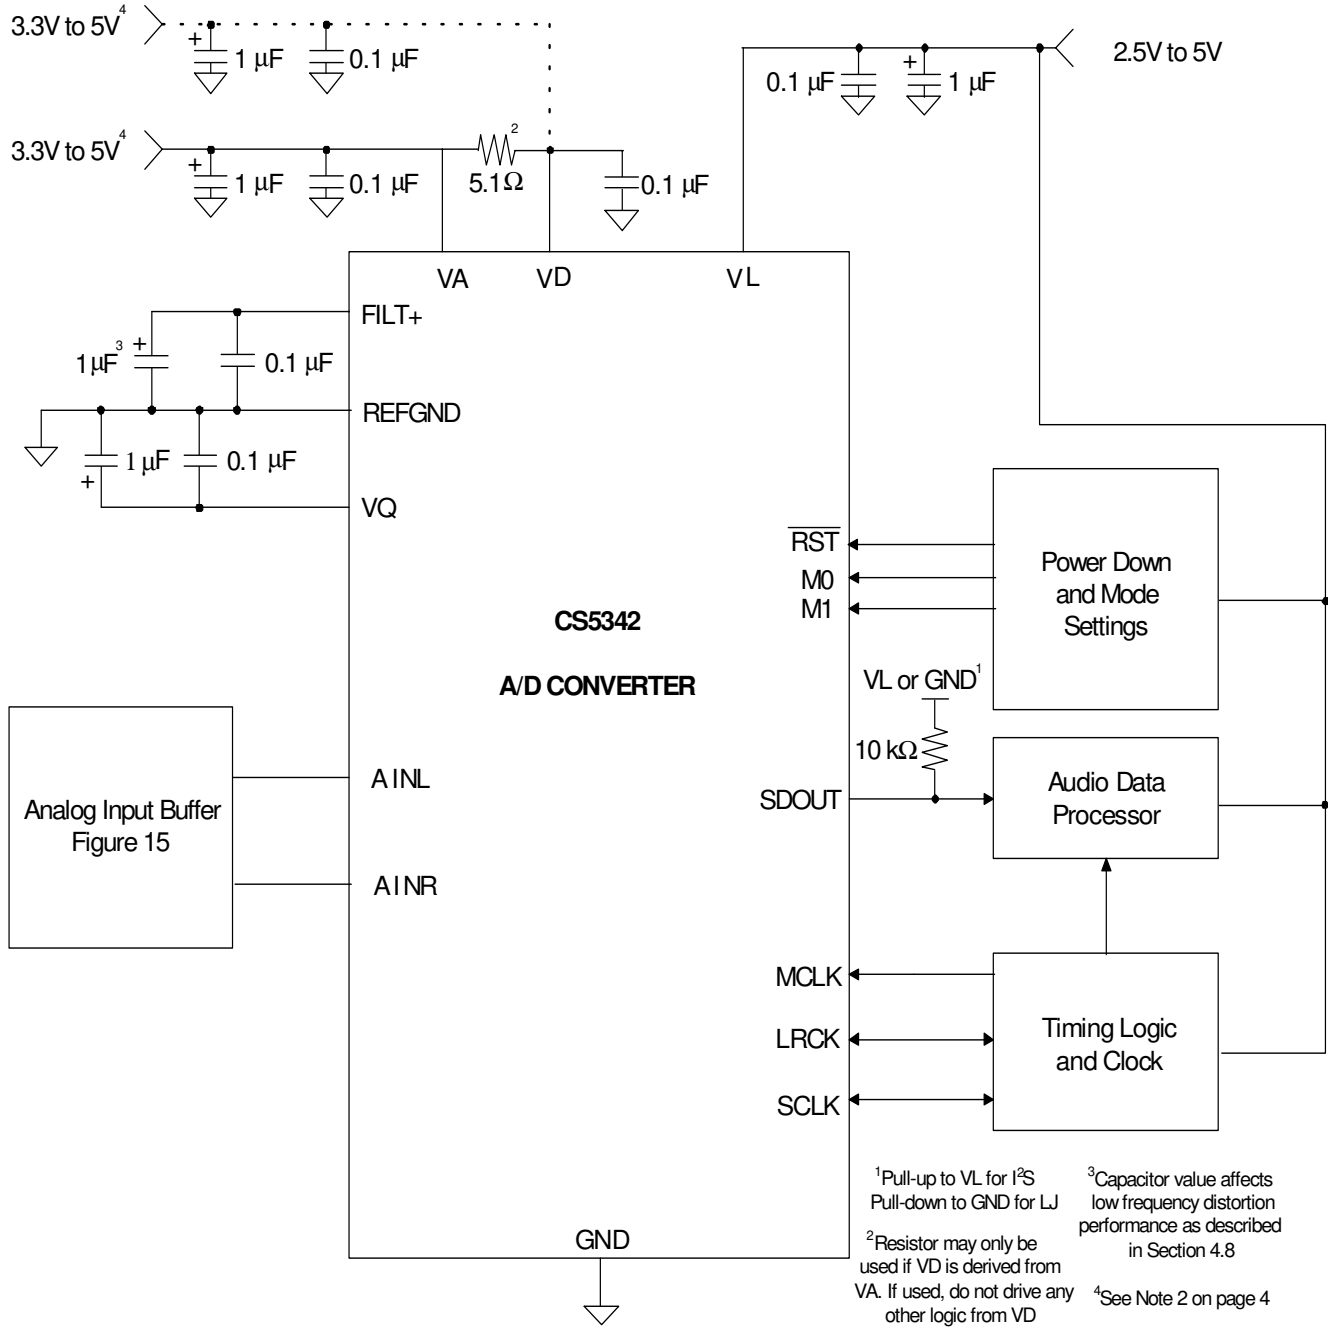 3.3V to 5V⁴
+ 1 µF
0.1 µF
2.5V to 5V
0.1 µF
+ 1 µF
3.3V to 5V⁴
+ 1 µF
0.1 µF
2
5.1Ω
0.1 µF
VA
VD
VL
FILT+
1µF³ +
0.1 µF
REFGND
1 µF
+
0.1 µF
VQ
RST
M0
M1
Power Down
and Mode
Settings
CS5342
A/D CONVERTER
VL or GND¹
10 kΩ
SDOUT
Audio Data
Processor
Analog Input Buffer
Figure 15
AINL
AINR
MCLK
LRCK
SCLK
Timing Logic
and Clock
GND
¹Pull-up to VL for I²S
Pull-down to GND for LJ
²Resistor may only be
used if VD is derived from
VA. If used, do not drive any
other logic from VD
³Capacitor value affects
low frequency distortion
performance as described
in Section 4.8
⁴See Note 2 on page 4